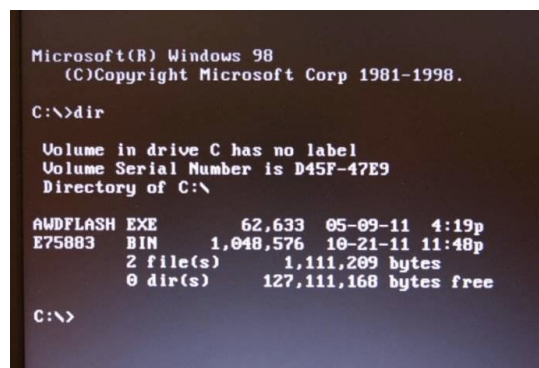 Microsoft(R) Windows 98
(C)Copyright Microsoft Corp 1981-1998.
C:\>dir
Volume in drive C has no label
Volume Serial Number is D45F-47E9
Directory of C:\
AWDFLASH EXE 62,633 05-09-11 4:19p
E75883 BIN 1,048,576 10-21-11 11:48p
2 file(s) 1,111,209 bytes
0 dir(s) 127,111,168 bytes free
C:\>